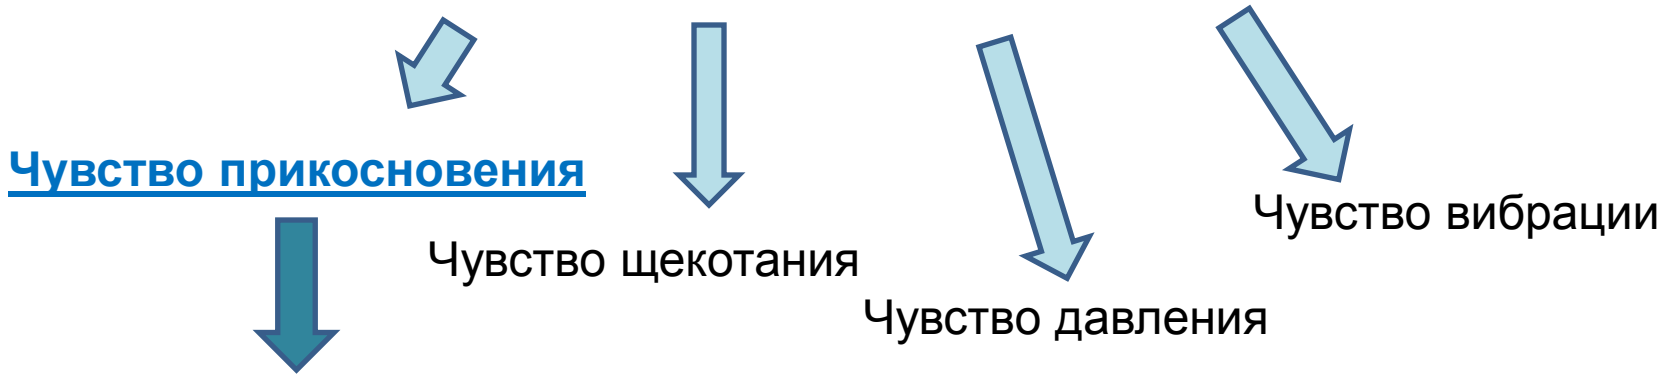 Чувство прикосновения
Чувство щекотания
Чувство давления
Чувство вибрации